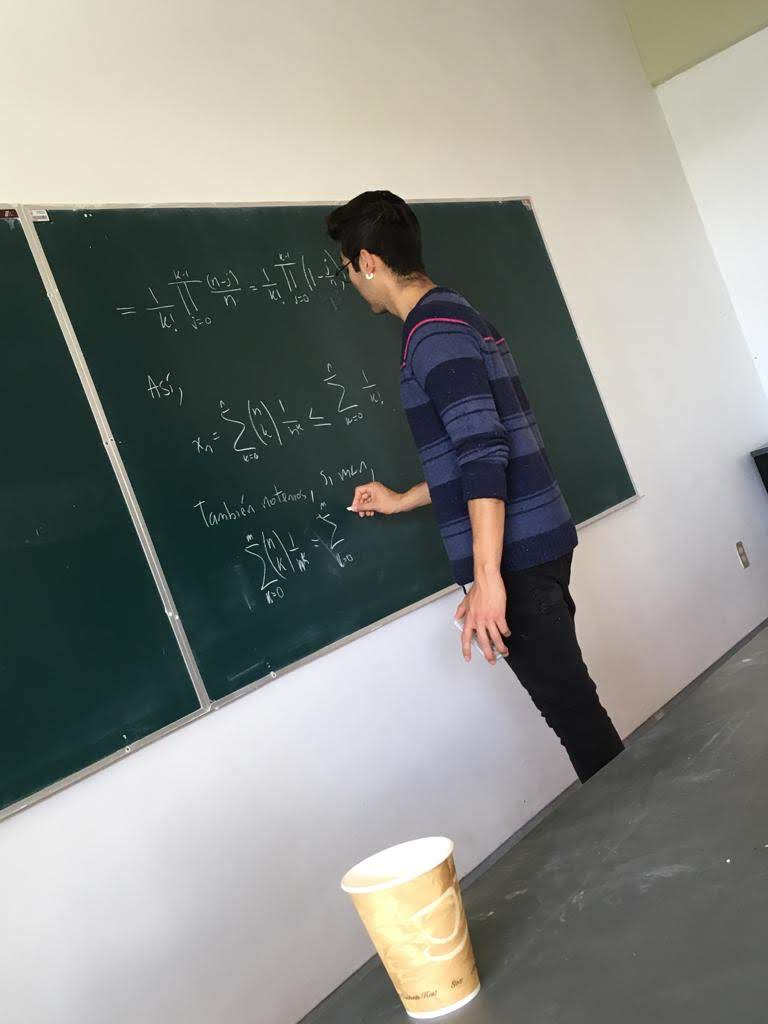 = 1/k! ∏_{j=0}^{k-1} (n-j)/n = 1/k! ∏_{j=0}^{k-1} (1 - j/n)
Así,
x_n = ∑_{k=0}^{n} (n k) 1/n^k ≤ ∑_{k=0}^{n} 1/k!
También notemos, si m<n,
∑_{k=0}^{m} (n k) 1/n^k = ∑_{k=0}^{m}
8oz